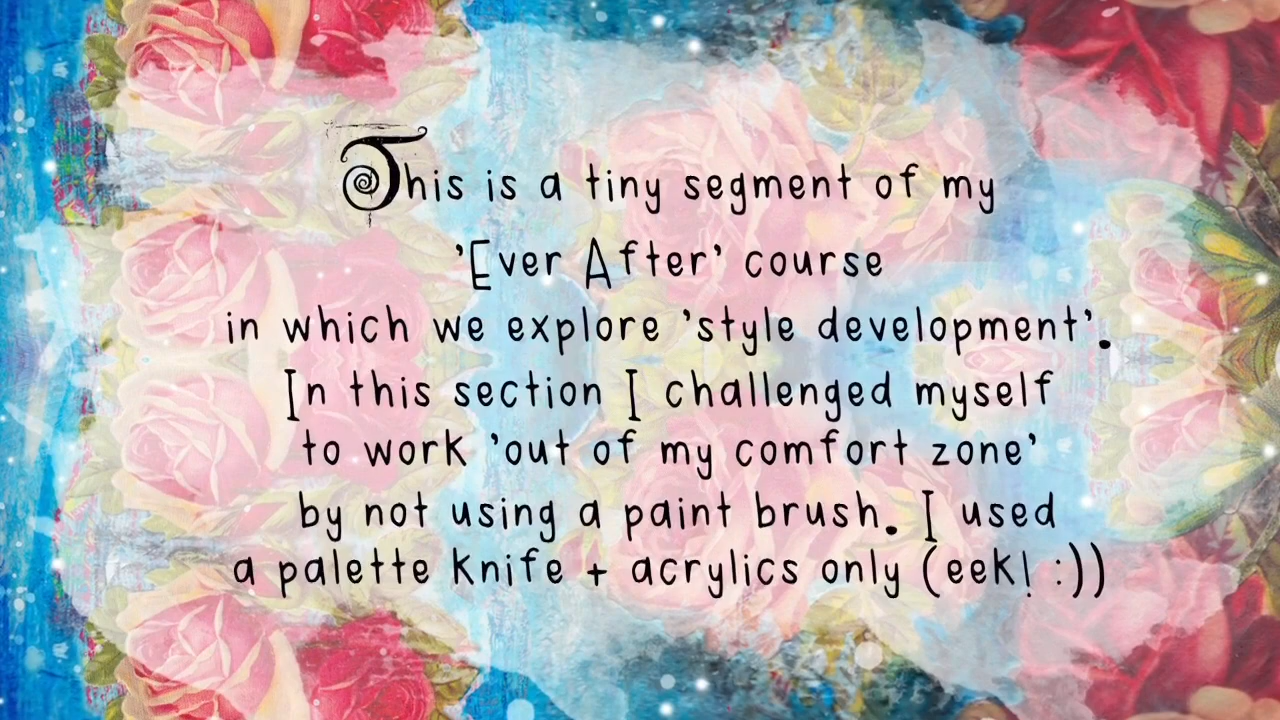 This is a tiny segment of my
'Ever After' course
in which we explore 'style development'.
In this section I challenged myself
to work 'out of my comfort zone'
by not using a paint brush. I used
a palette knife + acrylics only (eek! :))